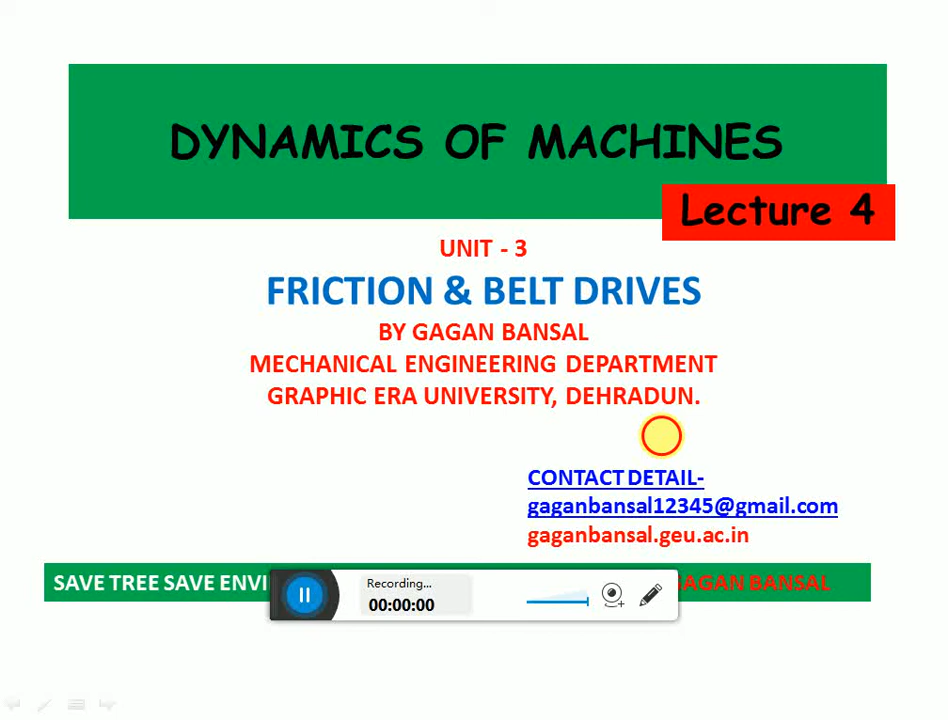 DYNAMICS OF MACHINES
Lecture 4
UNIT - 3
FRICTION & BELT DRIVES
BY GAGAN BANSAL
MECHANICAL ENGINEERING DEPARTMENT
GRAPHIC ERA UNIVERSITY, DEHRADUN.
CONTACT DETAIL-
gaganbansal12345@gmail.com
gaganbansal.geu.ac.in
SAVE TREE SAVE ENVI GAGAN BANSAL
Recording...
00:00:00